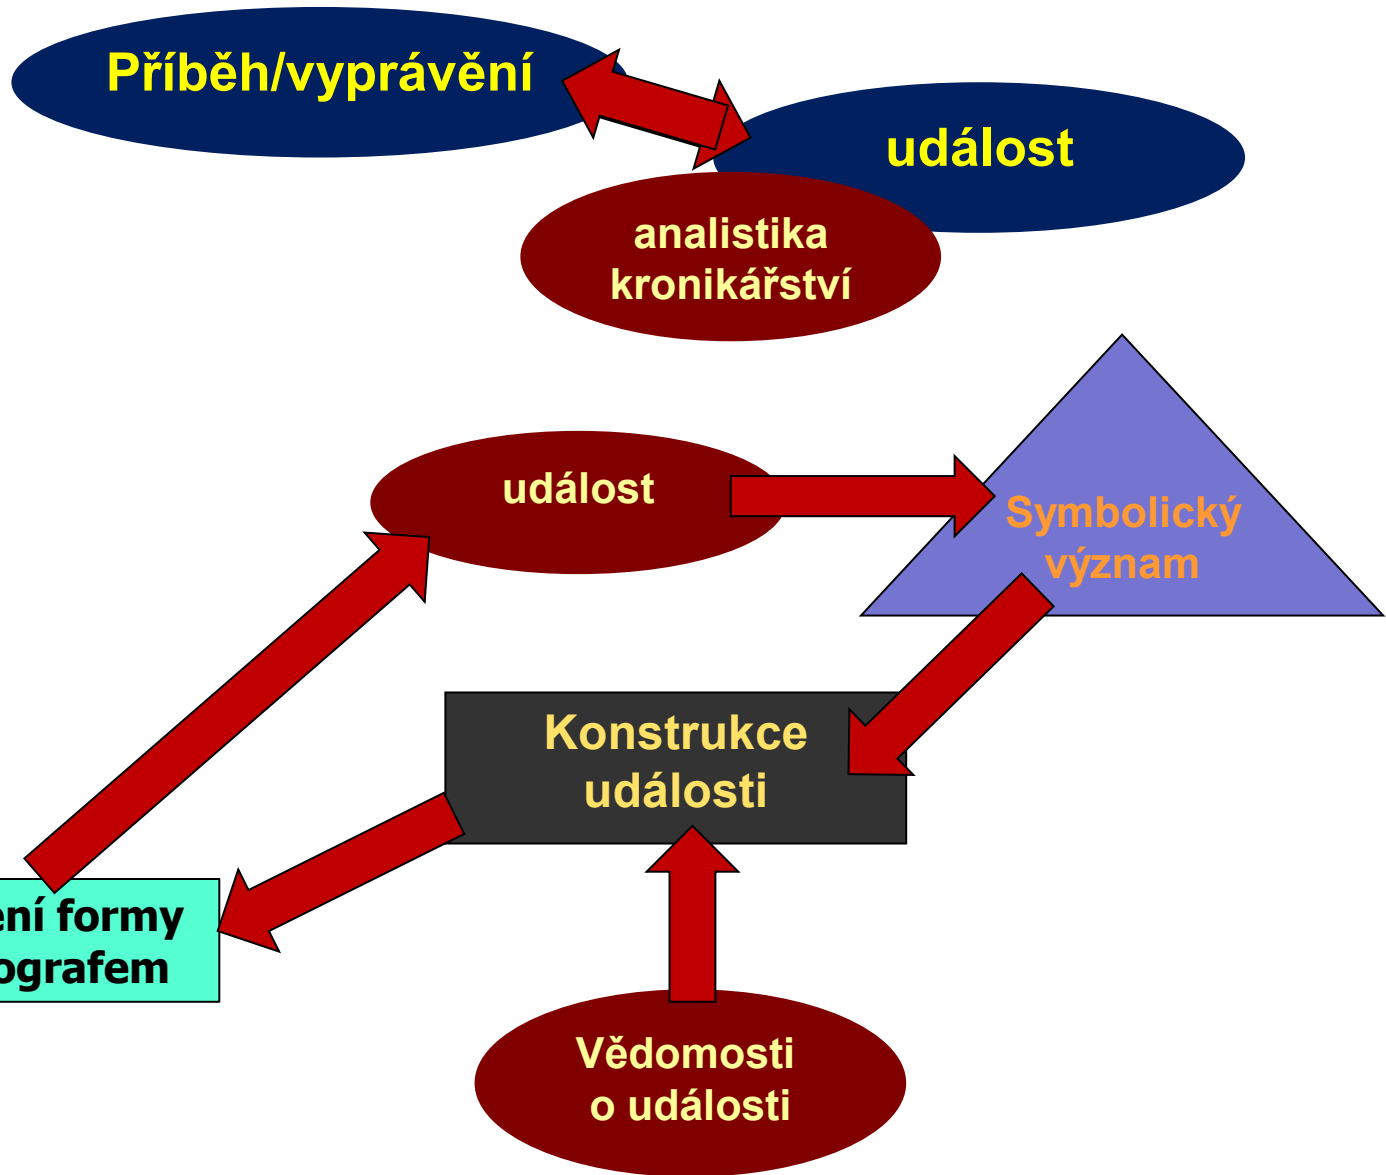 Příběh/vyprávění
událost
analistika
kronikářství
událost
Symbolický
význam
Konstrukce
události
ení formy
ografem
Vědomosti
o události